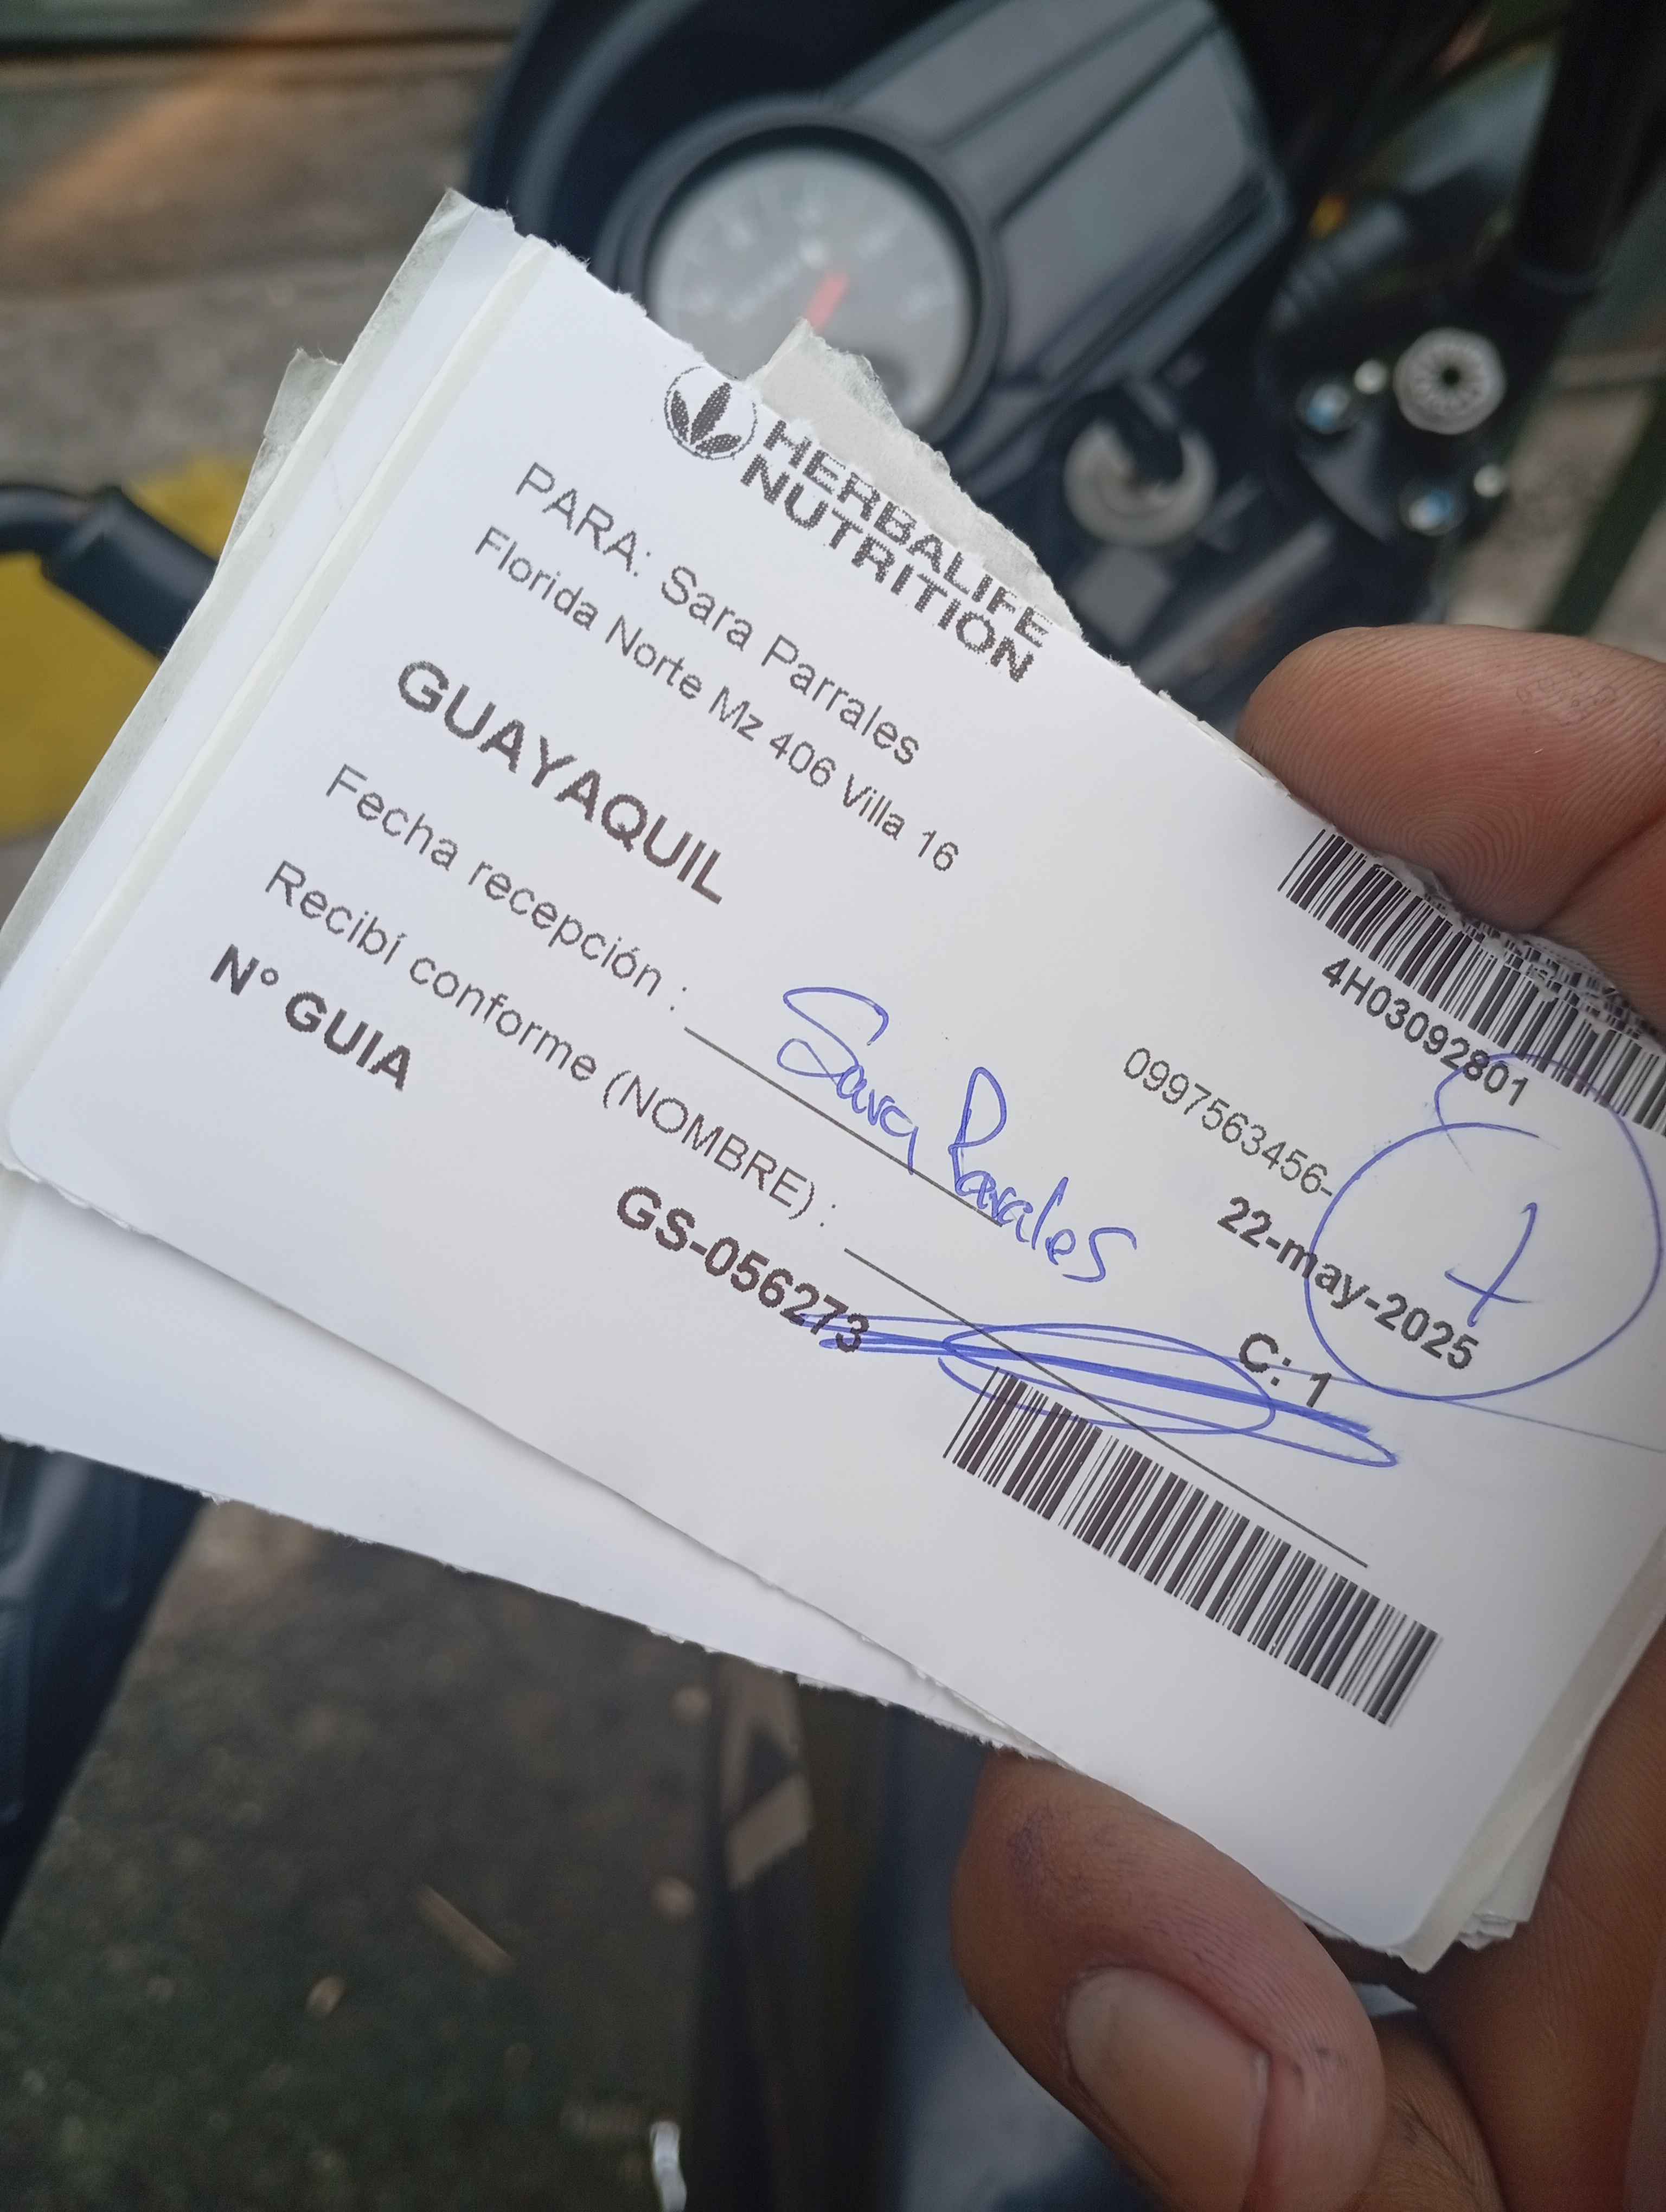 HERBALIFE
NUTRITION
4H03092801
PARA: Sara Parrales
Florida Norte Mz 406 Villa 16
0997563456-
GUAYAQUIL
22-may-2025
1
Fecha recepción :
Sara Parrales
C: 1
Recibí conforme (NOMBRE) :
N° GUIA
GS-056273